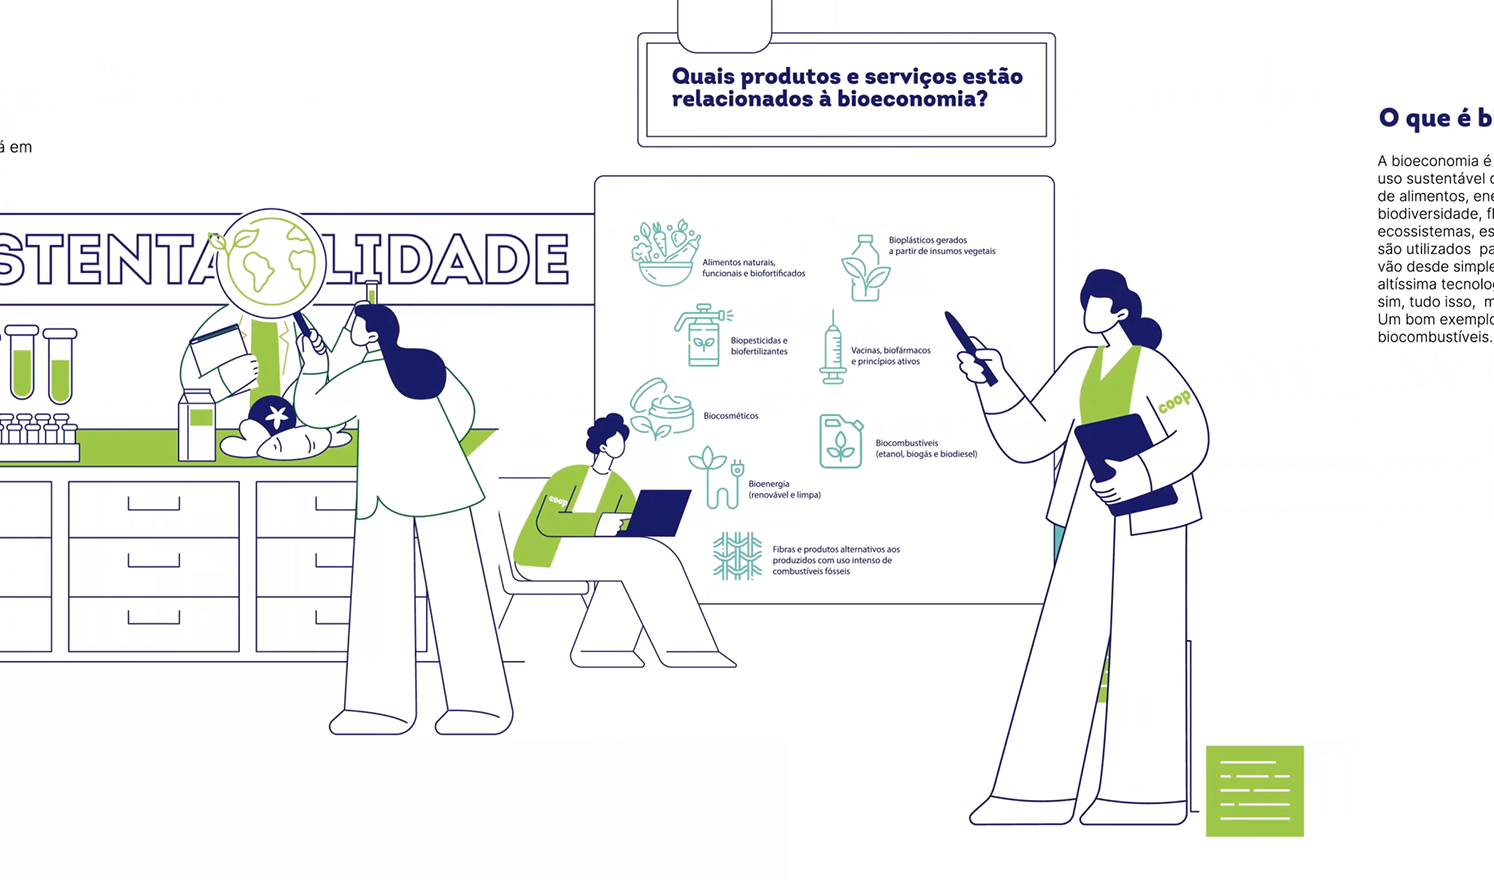 á em
STENTA LIDADE
Quais produtos e serviços estão
relacionados à bioeconomia?
Alimentos naturais,
funcionais e biofortificados
Bioplásticos gerados
a partir de insumos vegetais
Biopesticidas e
biofertilizantes
Vacinas, biofármacos
e princípios ativos
Biocosméticos
Biocombustíveis
(etanol, biogás e biodiesel)
Bioenergia
(renovável e limpa)
Fibras e produtos alternativos aos
produzidos com uso intenso de
combustíveis fósseis
coop
coop
O que é b
A bioeconomia é
uso sustentável
de alimentos, ene
biodiversidade, f
ecossistemas, es
são utilizados pa
vão desde simple
altíssima tecnolog
sim, tudo isso, m
Um bom exemplo
biocombustíveis.